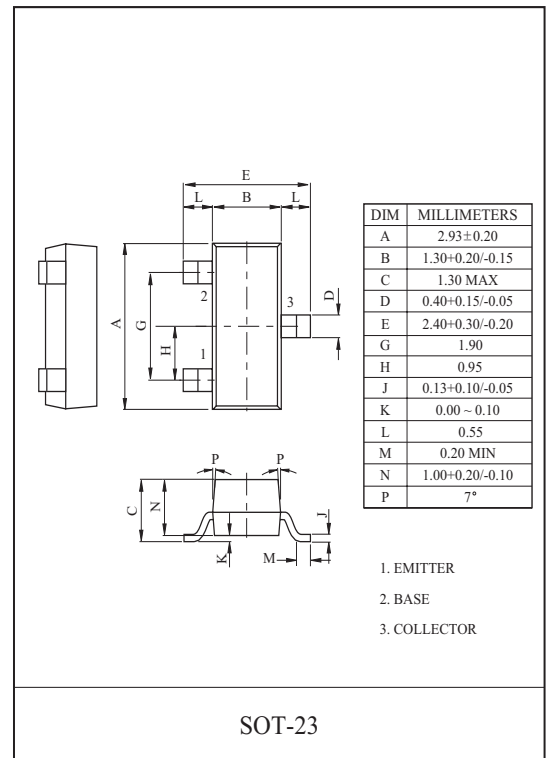 E
L B L
A
G
H
2
1
3
D
DIM MILLIMETERS
A 2.93±0.20
B 1.30+0.20/-0.15
C 1.30 MAX
D 0.40+0.15/-0.05
E 2.40+0.30/-0.20
G 1.90
H 0.95
J 0.13+0.10/-0.05
K 0.00 ~ 0.10
L 0.55
M 0.20 MIN
N 1.00+0.20/-0.10
P 7°
P P
C
N
K
M
J
1. EMITTER
2. BASE
3. COLLECTOR
SOT-23